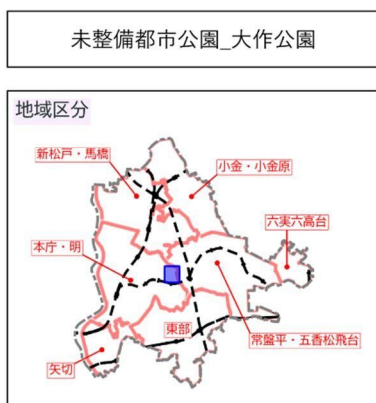 未整備都市公園_大作公園
地域区分
新松戸・馬橋
小金・小金原
六実六高台
本庁・明
東部
常盤平・五香松飛台
矢切